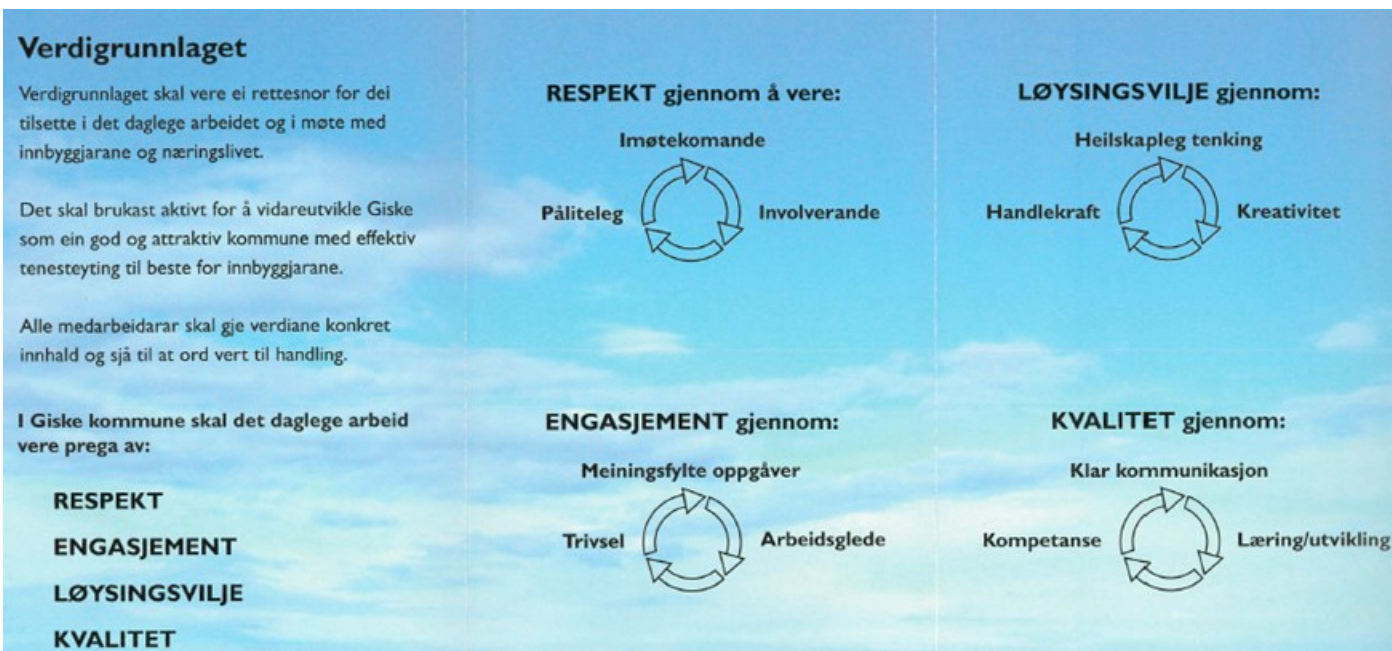 Verdigrunnlaget
Verdigrunnlaget skal vere ei rettesnor for dei
tilsette i det daglege arbeidet og i møte med
innbyggjarane og næringslivet.
Det skal brukast aktivt for å vidareutvikle Giske
som ein god og attraktiv kommune med effektiv
tenesteyting til beste for innbyggjarane.
Alle medarbeidarar skal gje verdiane konkret
innhald og sjå til at ord vert til handling.
I Giske kommune skal det daglege arbeid
vere prega av:
RESPEKT
ENGASJEMENT
LØYSINGSVILJE
KVALITET
RESPEKT gjennom å vere:
Imøtekomande
Påliteleg
Involverande
ENGASJEMENT gjennom:
Meiningsfylte oppgåver
Trivsel
Arbeidsglede
LØYSINGSVILJE gjennom:
Heilskapleg tenking
Handlekraft
Kreativitet
KVALITET gjennom:
Klar kommunikasjon
Kompetanse
Læring/utvikling